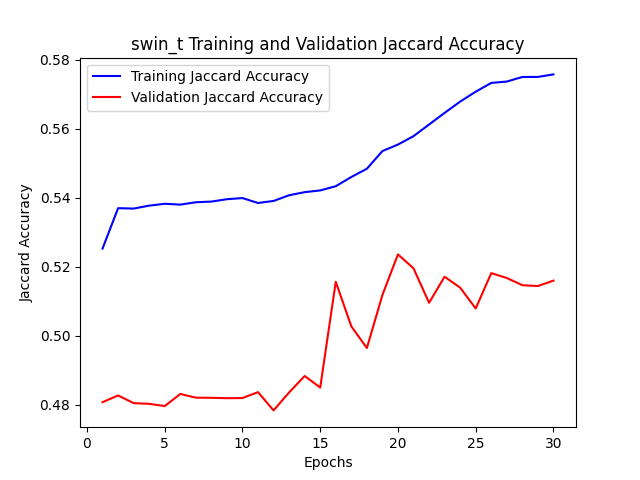 swin_t Training and Validation Jaccard Accuracy
Training Jaccard Accuracy
Validation Jaccard Accuracy
Jaccard Accuracy
0.58
0.56
0.54
0.52
0.50
0.48
0 5 10 15 20 25 30
Epochs